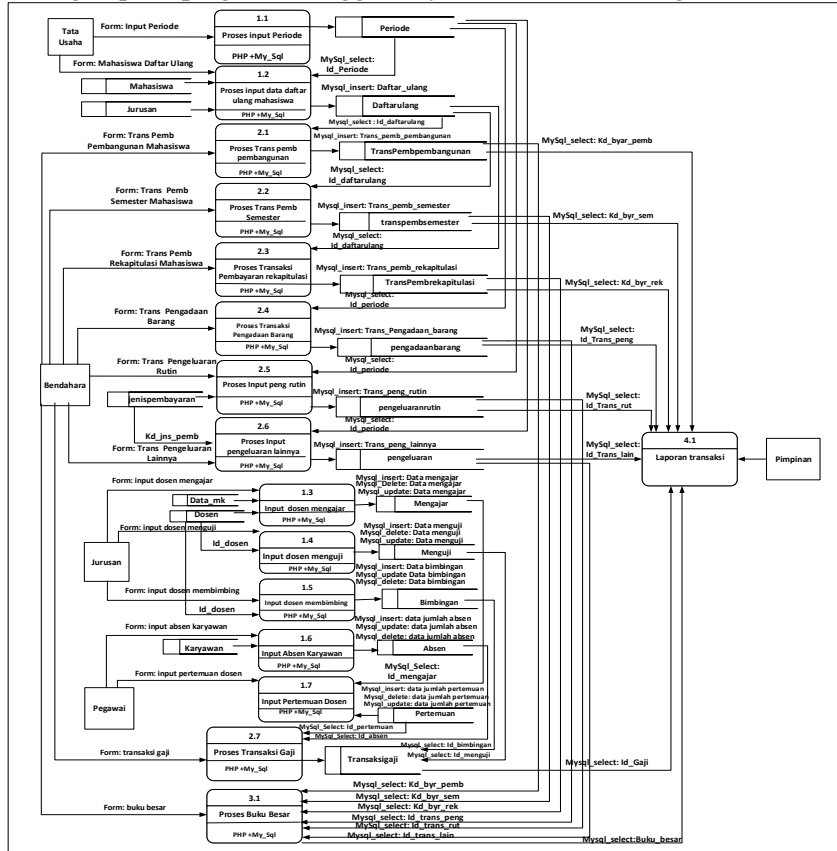 Tata
Usaha
Form: Input Periode
1.1
Proses input Periode
PHP +My_Sql
Periode
Form: Mahasiswa Daftar Ulang
MySql_select:
Id_Periode
Mahasiswa
Jurusan
1.2
Proses input data daftar
ulang mahasiswa
PHP +My_Sql
Mysql_insert: Daftar_ulang
Daftarulang
Mysql_select : Id_daftarulang
Form: Trans Pemb
Pembangunan Mahasiswa
2.1
Proses Trans pemb
pembangunan
PHP +My_Sql
Mysql_insert: Trans_pemb_pembangunan
TransPembpembangunan
MySql_select: Kd_byar_pemb
Mysql_select:
Id_daftarulang
Form: Trans Pemb
Semester Mahasiswa
2.2
Proses Trans Pemb
Semester
PHP +My_Sql
Mysql_insert: Trans_pemb_semester
transpembsemester
MySql_select: Kd_byr_sem
Mysql_select:
Id_daftarulang
Form: Trans Pemb
Rekapitulasi Mahasiswa
2.3
Proses Transaksi
Pembayaran rekapitulasi
PHP +My_Sql
Mysql_insert: Trans_pemb_rekapitulasi
TransPembrekapitulasi
MySql_select: Kd_byr_rek
Mysql_select:
Id_periode
Form: Trans Pengadaan
Barang
2.4
Proses Transaksi
Pengadaan Barang
PHP +My_Sql
Mysql_insert: Trans_Pengadaan_barang
pengadaanbarang
MySql_select:
Id_Trans_peng
Mysql_select:
Id_periode
Bendahara
Form: Trans Pengeluaran
Rutin
2.5
Proses Input peng rutin
PHP +My_Sql
Mysql_insert: Trans_peng_rutin
pengeluaranrutin
MySql_select:
Id_Trans_rut
jenispembayaran
Mysql_select:
Id_periode
Kd_jns_pemb
Form: Trans Pengeluaran
Lainnya
2.6
Proses Input
pengeluaran lainnya
PHP +My_Sql
Mysql_insert: Trans_peng_lainnya
pengeluaran
MySql_select:
Id_Trans_lain
4.1
Laporan transaksi
Pimpinan
Form: input dosen mengajar
Data_mk
Dosen
1.3
Input dosen mengajar
PHP +My_Sql
Mysql_insert: Data mengajar
Mysql_Delete: Data mengajar
Mysql_update: Data mengajar
Mengajar
Form: input dosen menguji
Id_dosen
1.4
Input dosen menguji
PHP +My_Sql
Mysql_insert: Data menguji
Mysql_delete: Data menguji
Mysql_update: Data menguji
Menguji
Jurusan
Form: input dosen membimbing
Id_dosen
1.5
Input dosen membimbing
PHP +My_Sql
Mysql_insert: Data bimbingan
Mysql_update Data bimbingan
Mysql_delete: Data bimbingan
Bimbingan
Form: input absen karyawan
Karyawan
1.6
Input Absen Karyawan
PHP +My_Sql
Mysql_insert: data jumlah absen
Mysql_update: data jumlah absen
Mysql_delete: data jumlah absen
Absen
Pegawai
Form: input pertemuan dosen
1.7
Input Pertemuan Dosen
PHP +My_Sql
MySql_Select:
Id_mengajar
Mysql_insert: data jumlah pertemuan
Mysql_delete: data jumlah pertemuan
Mysql_update: data jumlah pertemuan
Pertemuan
My_Sql_Select: Id_pertemuan
MySql_Select: Id_absen
Form: transaksi gaji
2.7
Proses Transaksi Gaji
PHP +My_Sql
Transaksigaji
Mysql_select: Id_bimbingan
Mysql_select: Id_menguji
Mysql_select: Id_Gaji
Form: buku besar
3.1
Proses Buku Besar
PHP +My_Sql
Mysql_select: Kd_byr_pemb
Mysql_select: Kd_byr_sem
Mysql_select: Kd_byr_rek
Mysql_select: Id_trans_peng
Mysql_select: Id_trans_rut
Mysql_select: Id_trans_lain
Mysql_select:Buku_besar